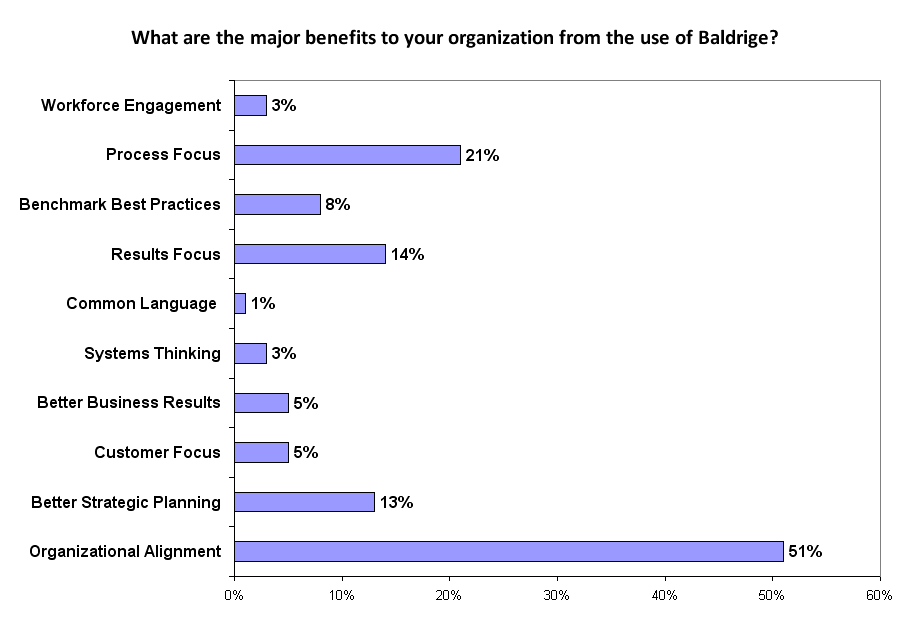 What are the major benefits to your organization from the use of Baldrige?
Workforce Engagement 3%
Process Focus 21%
Benchmark Best Practices 8%
Results Focus 14%
Common Language 1%
Systems Thinking 3%
Better Business Results 5%
Customer Focus 5%
Better Strategic Planning 13%
Organizational Alignment 51%
0% 10% 20% 30% 40% 50% 60%